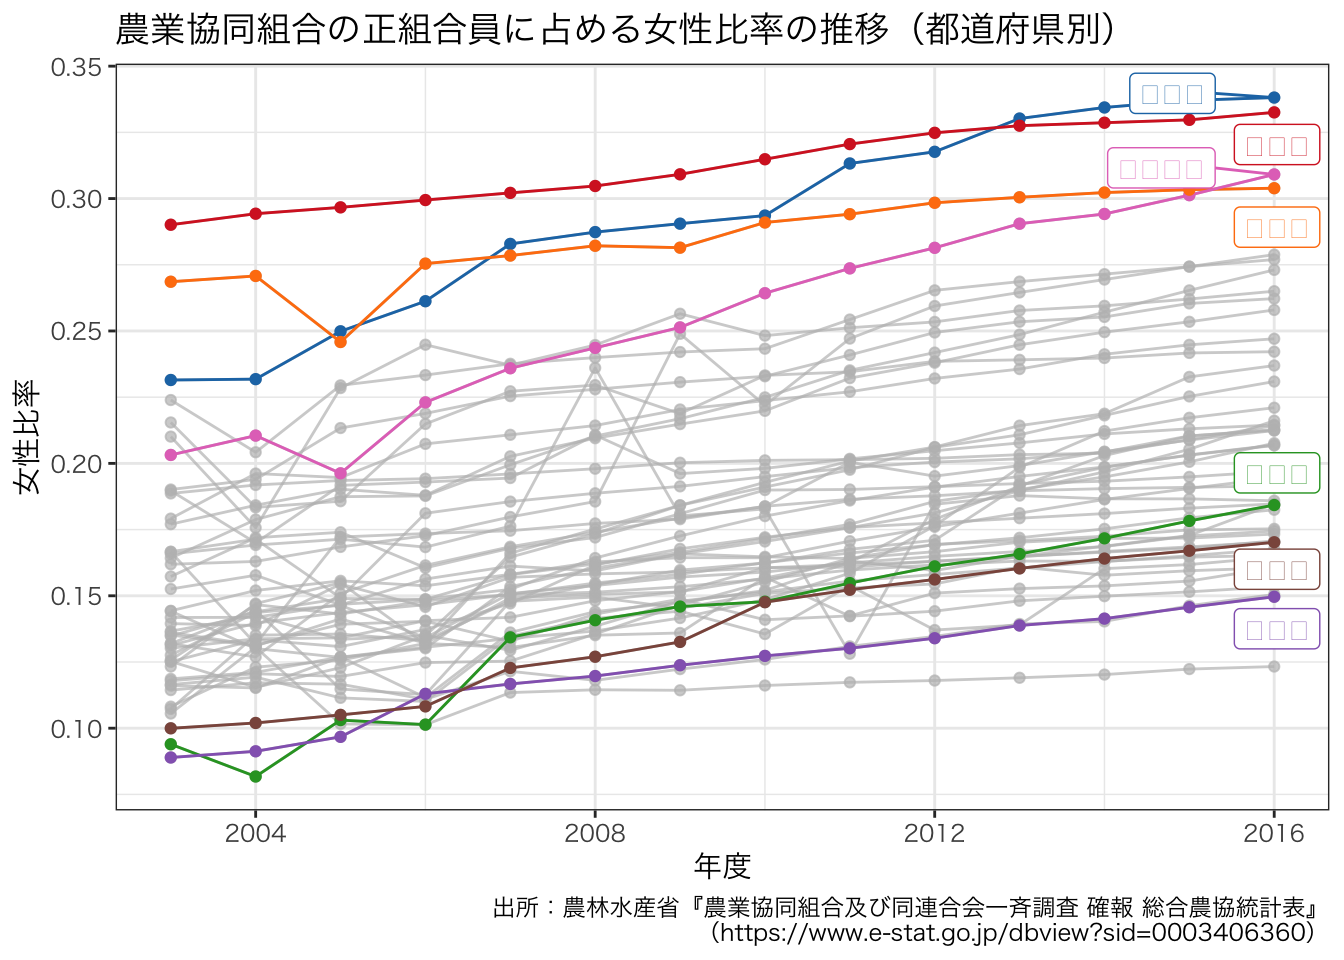 農業協同組合の正組合員に占める女性比率の推移（都道府県別）
0.35
0.30
0.25
0.20
0.15
0.10
女性比率
2004
2008
2012
2016
年度
出所：農林水産省『農業協同組合及び同連合会一斉調査 確報 総合農協統計表』
（https://www.e-stat.go.jp/dbview?sid=0003406360）